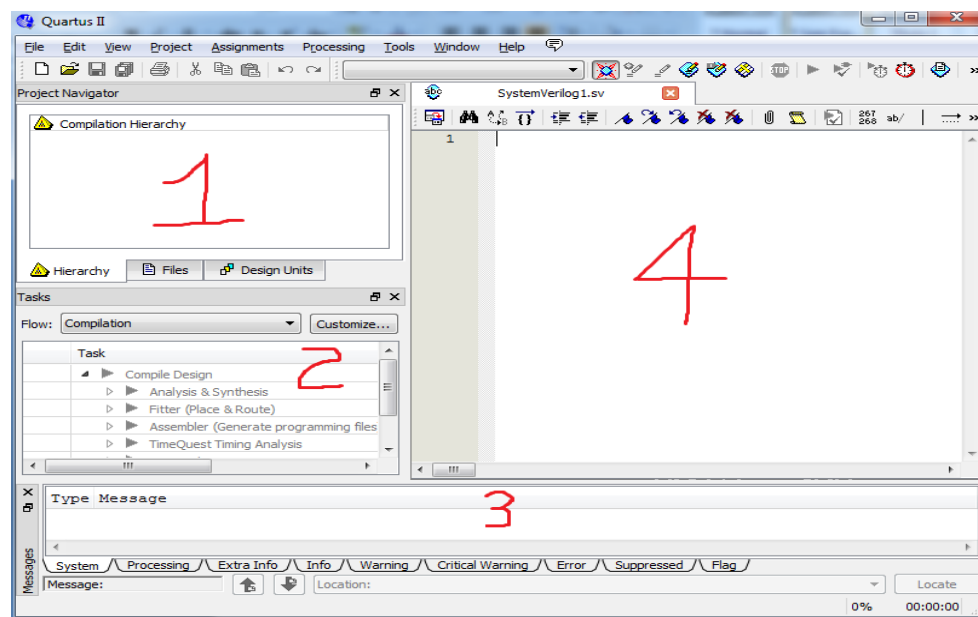 Quartus II
File Edit View Project Assignments Processing Tools Window Help
Project Navigator
Compilation Hierarchy
1
Hierarchy Files Design Units
Tasks
Flow: Compilation Customize...
Task
2
Compile Design
Analysis & Synthesis
Fitter (Place & Route)
Assembler (Generate programming files
TimeQuest Timing Analysis
SystemVerilog1.sv
267
268 ab/
1
4
Messages
Type Message
3
System Processing Extra Info Info Warning Critical Warning Error Suppressed Flag
Message: Location: Locate
0% 00:00:00